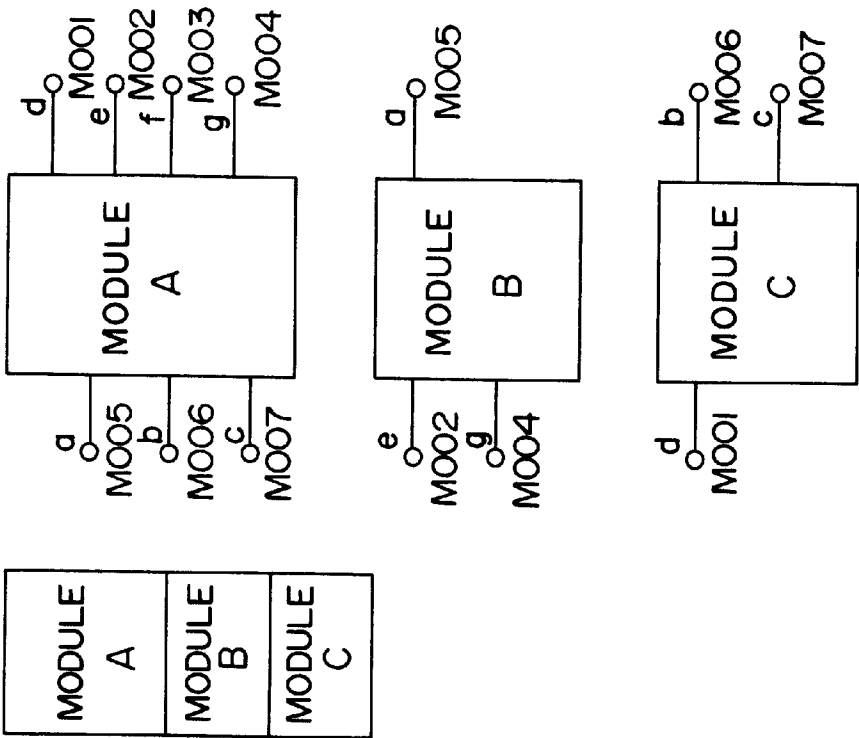 MODULE
A
MODULE
B
MODULE
C
a
M005
b
M006
c
M007
MODULE
A
d
M001
e
M002
f
M003
g
M004
e
M002
g
M004
MODULE
B
a
M005
d
M001
MODULE
C
b
M006
c
M007